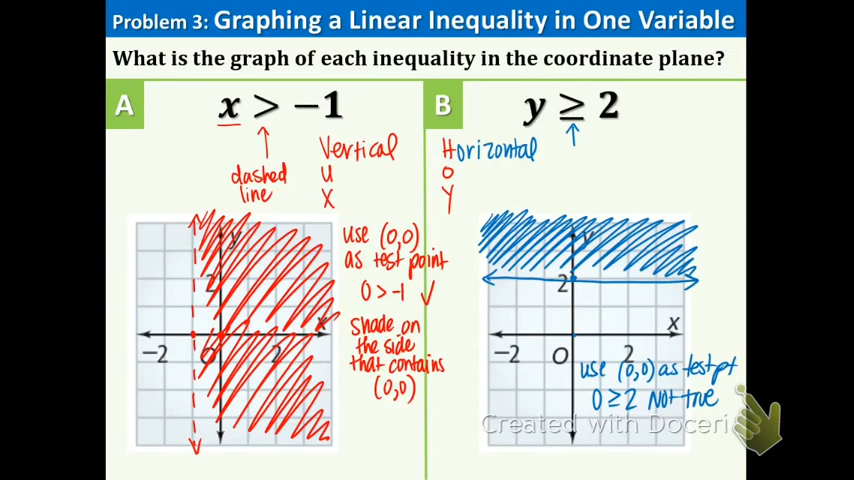 Problem 3: Graphing a Linear Inequality in One Variable
What is the graph of each inequality in the coordinate plane?
A
x > −1
dashed
line
Vertical
U
X
use (0,0)
as test point
0 > -1 ✓
shade on
the side
that contains
(0,0)
y
2
x
−2
O
2
B
y ≥ 2
Horizontal
O
Y
y
2
x
−2
O
2
use (0,0) as test pt
0 ≥ 2 Not true
Created with Doceri